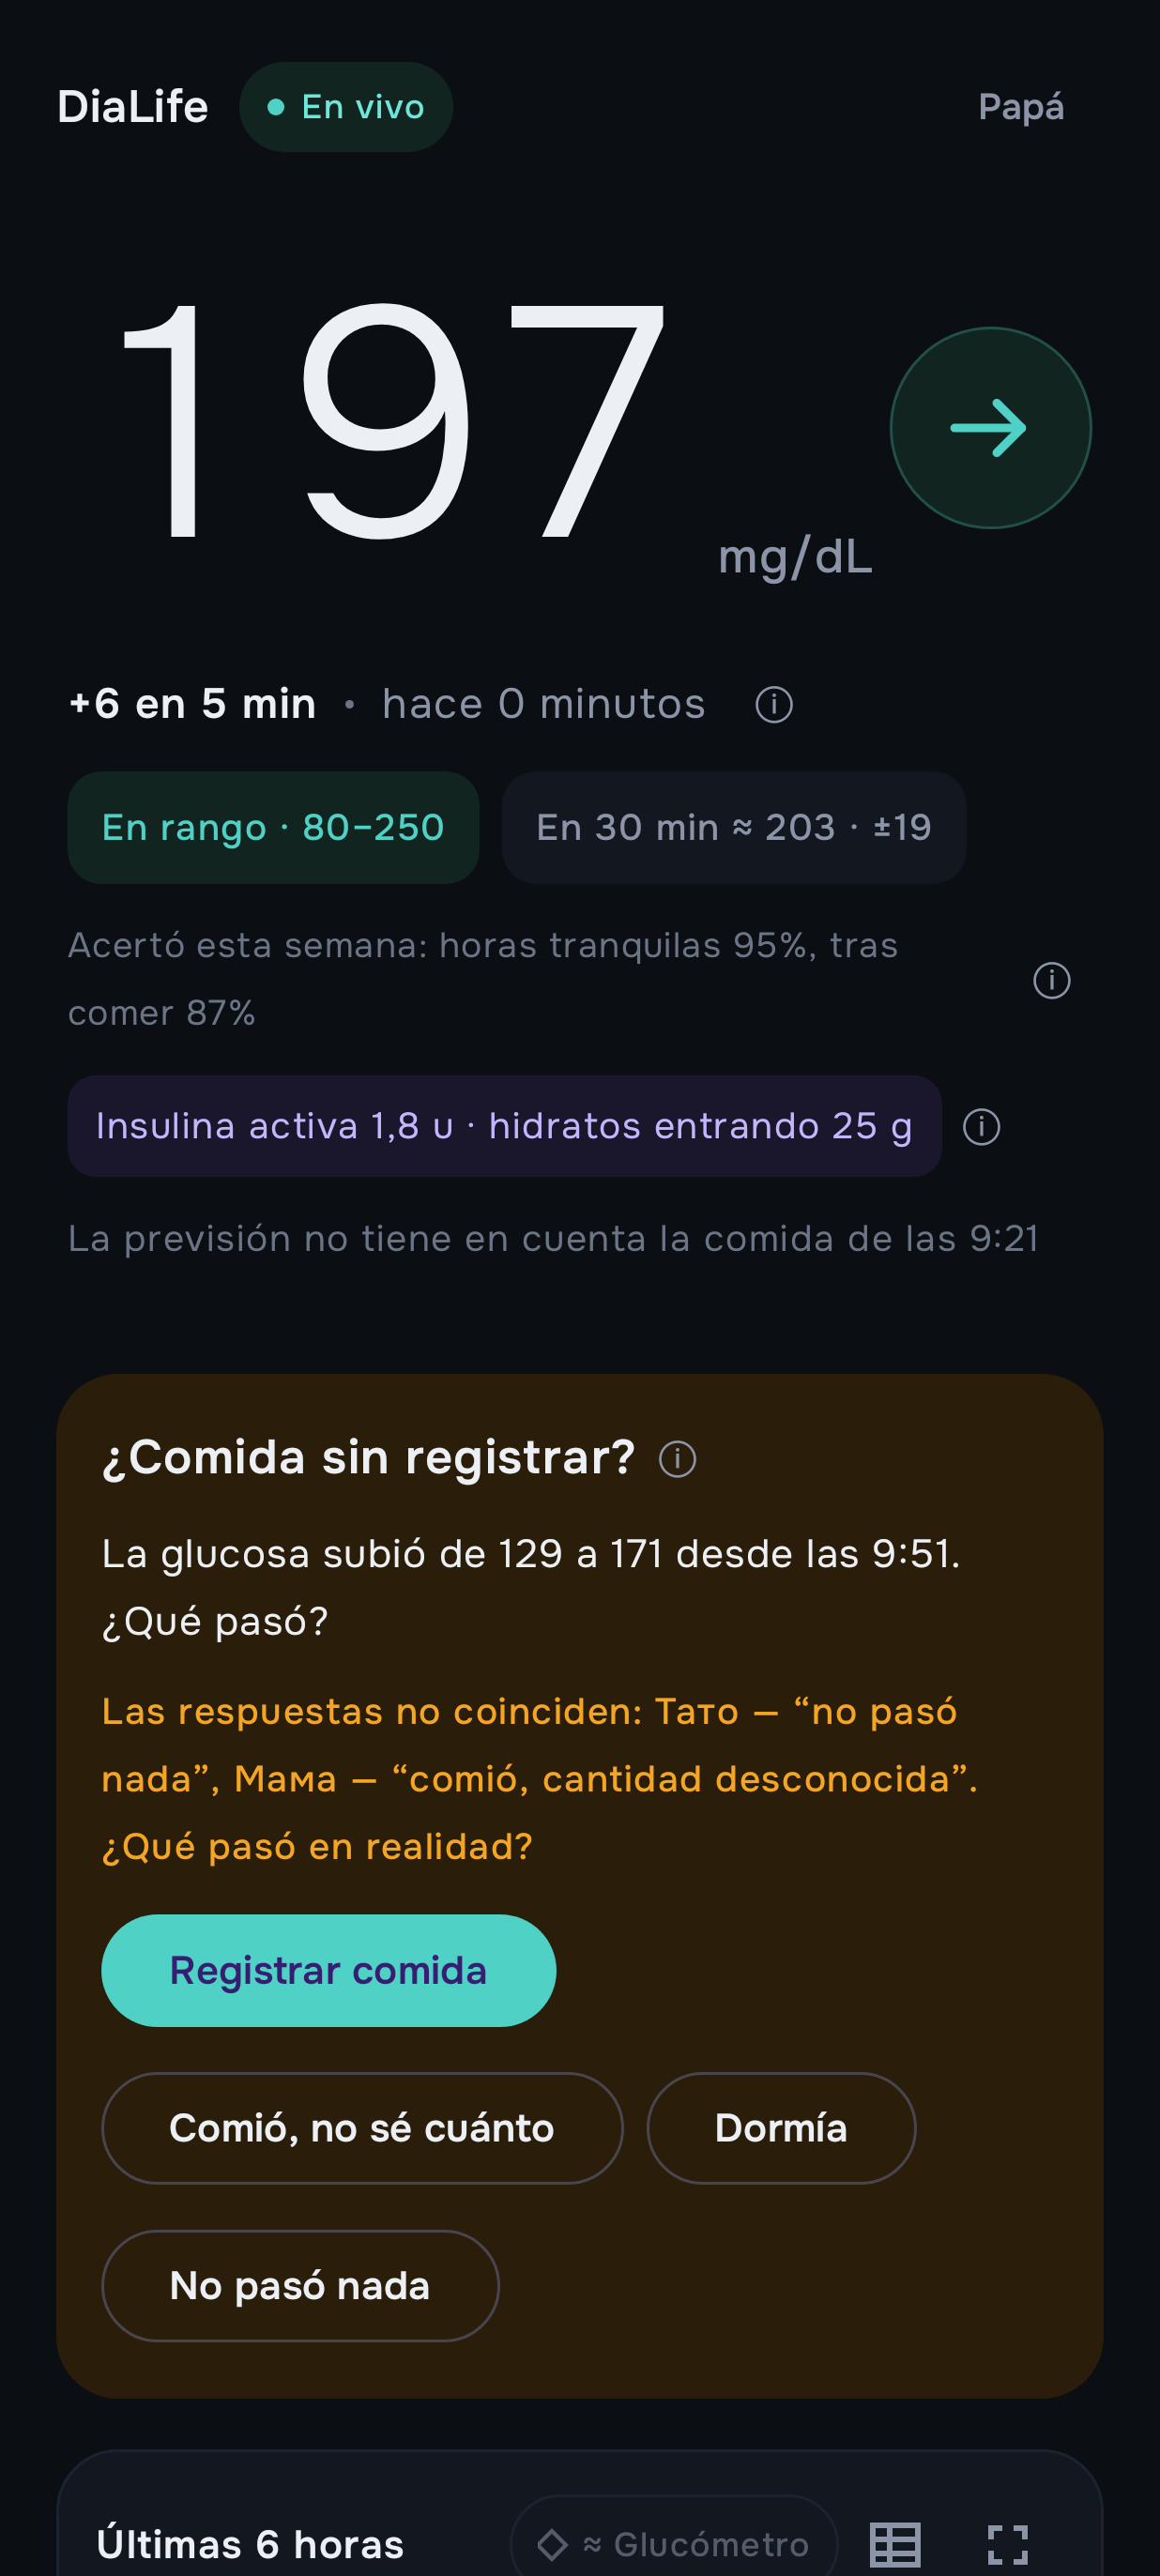 DiaLife
En vivo
Papá
197
mg/dL
+6 en 5 min • hace 0 minutos
En rango · 80–250
En 30 min ≈ 203 · ±19
Acertó esta semana: horas tranquilas 95%, tras
comer 87%
Insulina activa 1,8 u · hidratos entrando 25 g
La previsión no tiene en cuenta la comida de las 9:21
¿Comida sin registrar?
La glucosa subió de 129 a 171 desde las 9:51.
¿Qué pasó?
Las respuestas no coinciden: Тато — “no pasó
nada”, Мама — “comió, cantidad desconocida”.
¿Qué pasó en realidad?
Registrar comida
Comió, no sé cuánto
Dormía
No pasó nada
Últimas 6 horas
≈ Glucómetro